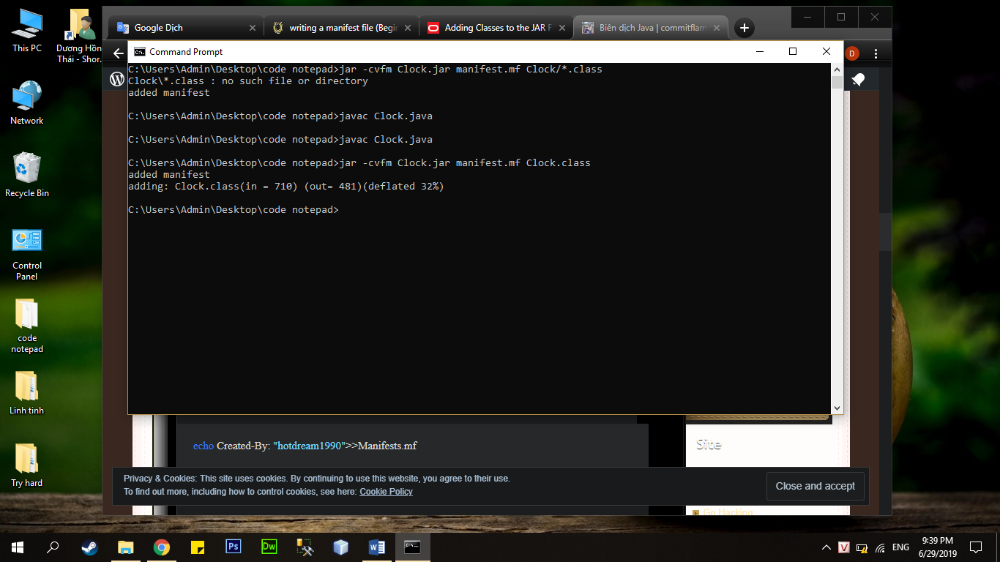 This PC
Dương Hồn
Thái - Shor...
Network
Recycle Bin
Control
Panel
code
notepad
Linh tinh
Try hard
Google Dịch
writing a manifest file (Begi
Adding Classes to the JAR F
Biên dịch Java | commitflam
D
Command Prompt
C:\Users\Admin\Desktop\code notepad>jar -cvfm Clock.jar manifest.mf Clock/*.class
Clock\*.class : no such file or directory
added manifest
C:\Users\Admin\Desktop\code notepad>javac Clock.java
C:\Users\Admin\Desktop\code notepad>javac Clock.java
C:\Users\Admin\Desktop\code notepad>jar -cvfm Clock.jar manifest.mf Clock.class
added manifest
adding: Clock.class(in = 710) (out= 481)(deflated 32%)
C:\Users\Admin\Desktop\code notepad>
echo Created-By: "hotdream1990">>Manifests.mf
Site
Privacy & Cookies: This site uses cookies. By continuing to use this website, you agree to their use.
To find out more, including how to control cookies, see here: Cookie Policy
Close and accept
Go Hacking
Ps
Dw
V
ENG
9:39 PM
6/29/2019